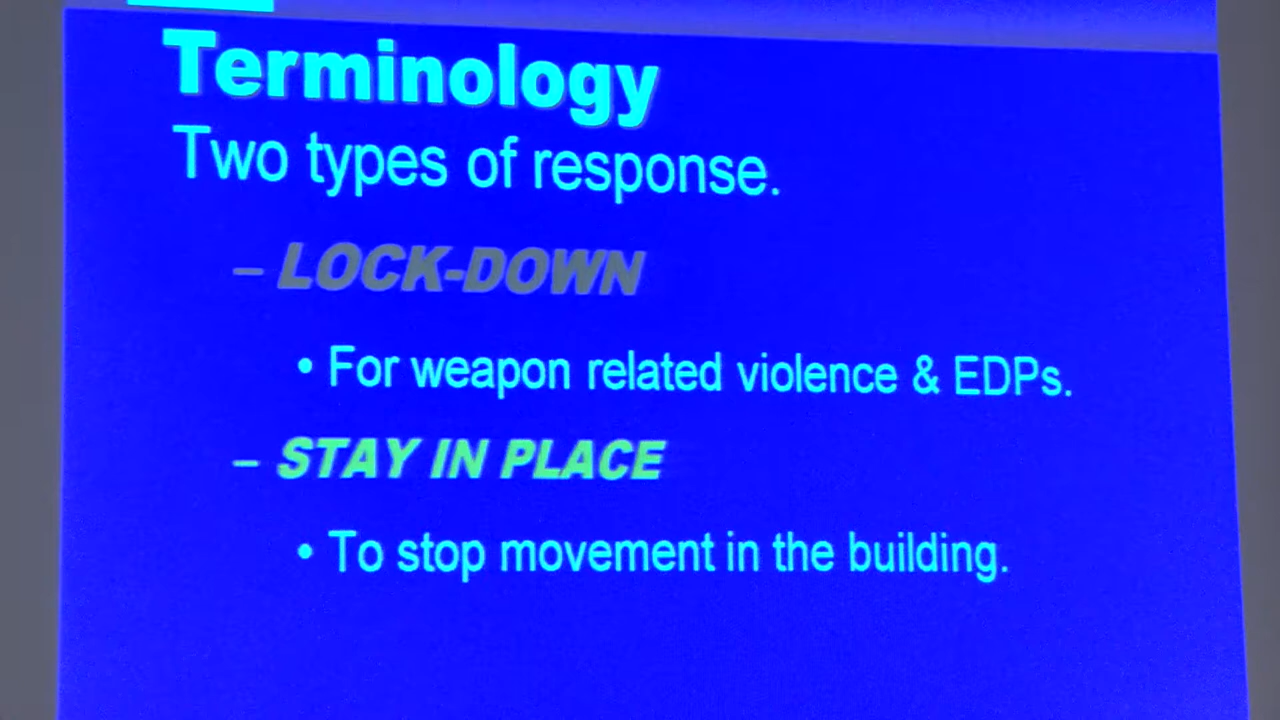 Terminology
Two types of response.
– LOCK-DOWN
• For weapon related violence & EDPs.
– STAY IN PLACE
• To stop movement in the building.